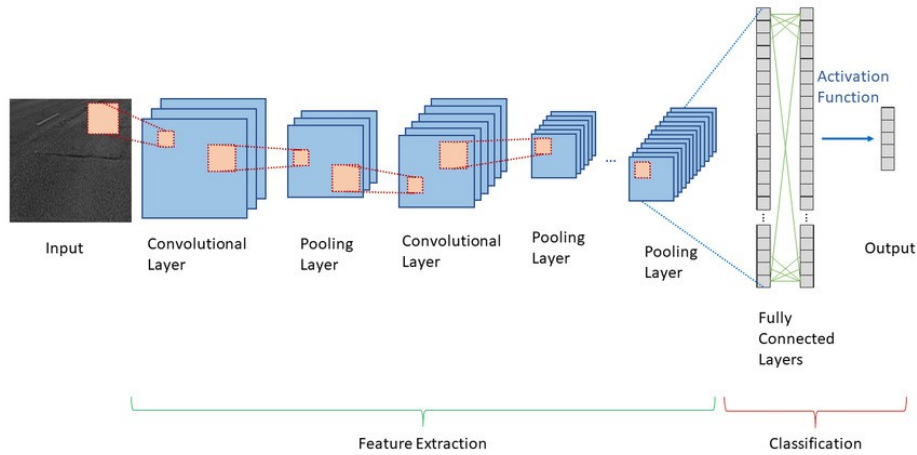 Activation
Function
Input
Convolutional
Layer
Pooling
Layer
Convolutional
Layer
Pooling
Layer
...
Pooling
Layer
Output
Fully
Connected
Layers
Feature Extraction
Classification